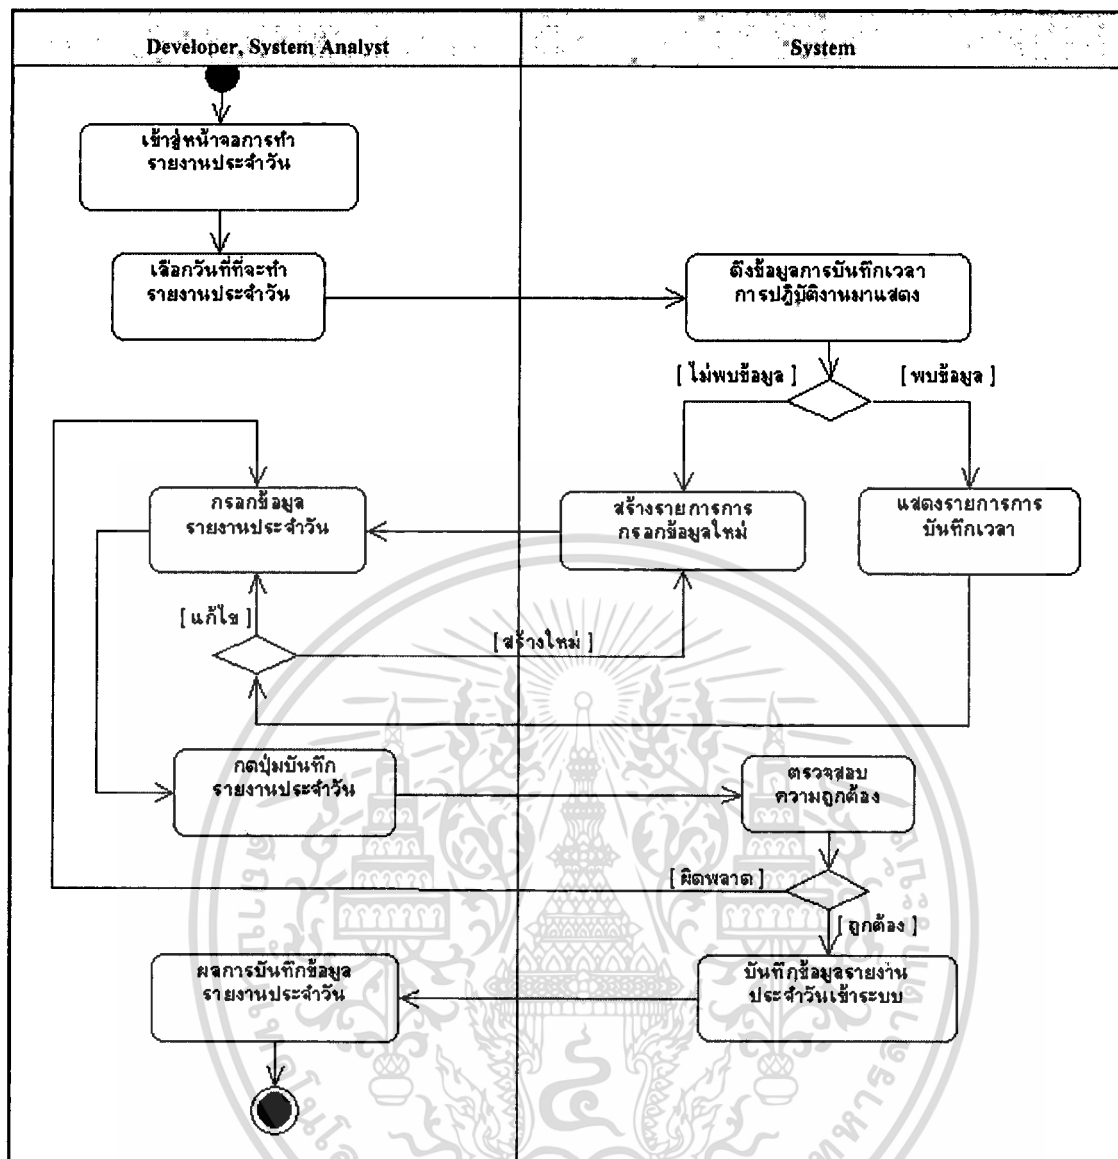 Developer, System Analyst
System
เข้าสู่หน้าจอการทำ
รายงานประจำวัน
เลือกวันที่ที่จะทำ
รายงานประจำวัน
ดึงข้อมูลการบันทึกเวลา
การปฏิบัติงานมาแสดง
[ ไม่พบข้อมูล ]
[ พบข้อมูล ]
กรอกข้อมูล
รายงานประจำวัน
สร้างรายการการ
กรอกข้อมูลใหม่
แสดงรายการการ
บันทึกเวลา
[ แก้ไข ]
[ สร้างใหม่ ]
กดปุ่มบันทึก
รายงานประจำวัน
ตรวจสอบ
ความถูกต้อง
[ ผิดพลาด ]
[ ถูกต้อง ]
ผลการบันทึกข้อมูล
รายงานประจำวัน
บันทึกข้อมูลรายงาน
ประจำวันเข้าระบบ